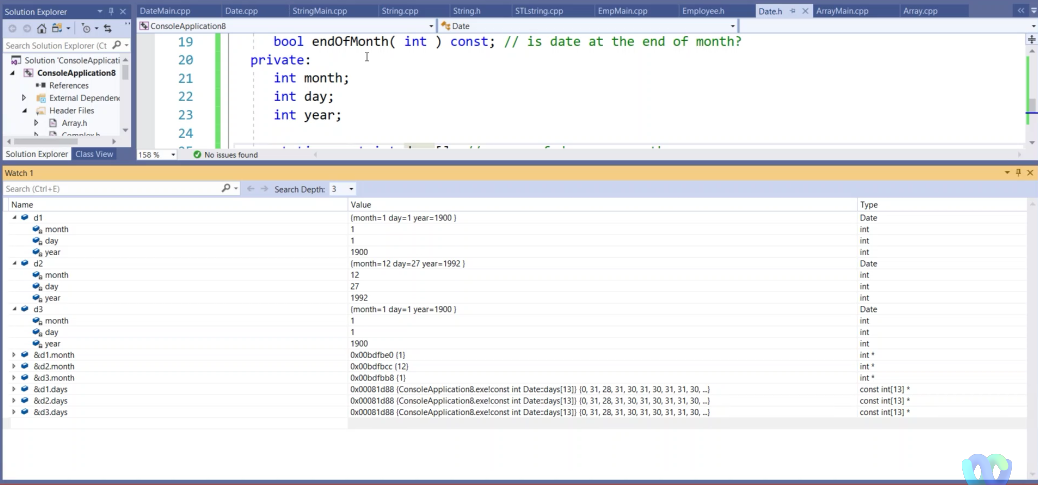 Solution Explorer
DateMain.cpp Date.cpp StringMain.cpp String.cpp String.h STLstring.cpp EmpMain.cpp Employee.h Date.h ArrayMain.cpp Array.cpp
Search Solution Explorer (Ct
ConsoleApplication8 Date
Solution 'ConsoleApplicati
ConsoleApplication8
References
External Dependenc
Header Files
Array.h
19 bool endOfMonth( int ) const; // is date at the end of month?
20 private:
21 int month;
22 int day;
23 int year;
24
Solution Explorer Class View
158 % No issues found
Watch 1
Search (Ctrl+E) Search Depth: 3
Name Value Type
d1 {month=1 day=1 year=1900 } Date
month 1 int
day 1 int
year 1900 int
d2 {month=12 day=27 year=1992 } Date
month 12 int
day 27 int
year 1992 int
d3 {month=1 day=1 year=1900 } Date
month 1 int
day 1 int
year 1900 int
&d1.month 0x00bdfbe0 {1} int *
&d2.month 0x00bdfbcc {12} int *
&d3.month 0x00bdfbb8 {1} int *
&d1.days 0x00081d88 {ConsoleApplication8.exe!const int Date::days[13]} {0, 31, 28, 31, 30, 31, 30, 31, 31, 30, ...} const int[13] *
&d2.days 0x00081d88 {ConsoleApplication8.exe!const int Date::days[13]} {0, 31, 28, 31, 30, 31, 30, 31, 31, 30, ...} const int[13] *
&d3.days 0x00081d88 {ConsoleApplication8.exe!const int Date::days[13]} {0, 31, 28, 31, 30, 31, 30, 31, 31, 30, ...} const int[13] *